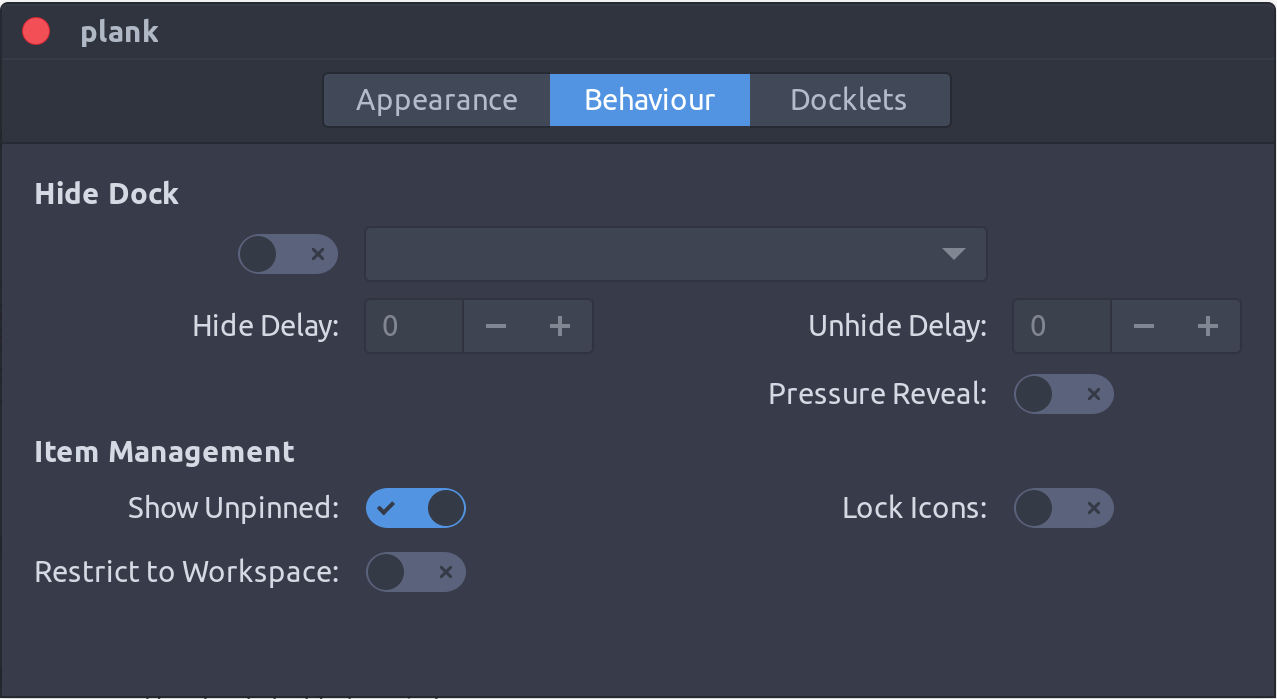 plank
Appearance Behaviour Docklets
Hide Dock
Hide Delay: 0 Unhide Delay: 0
Pressure Reveal:
Item Management
Show Unpinned: Lock Icons:
Restrict to Workspace: